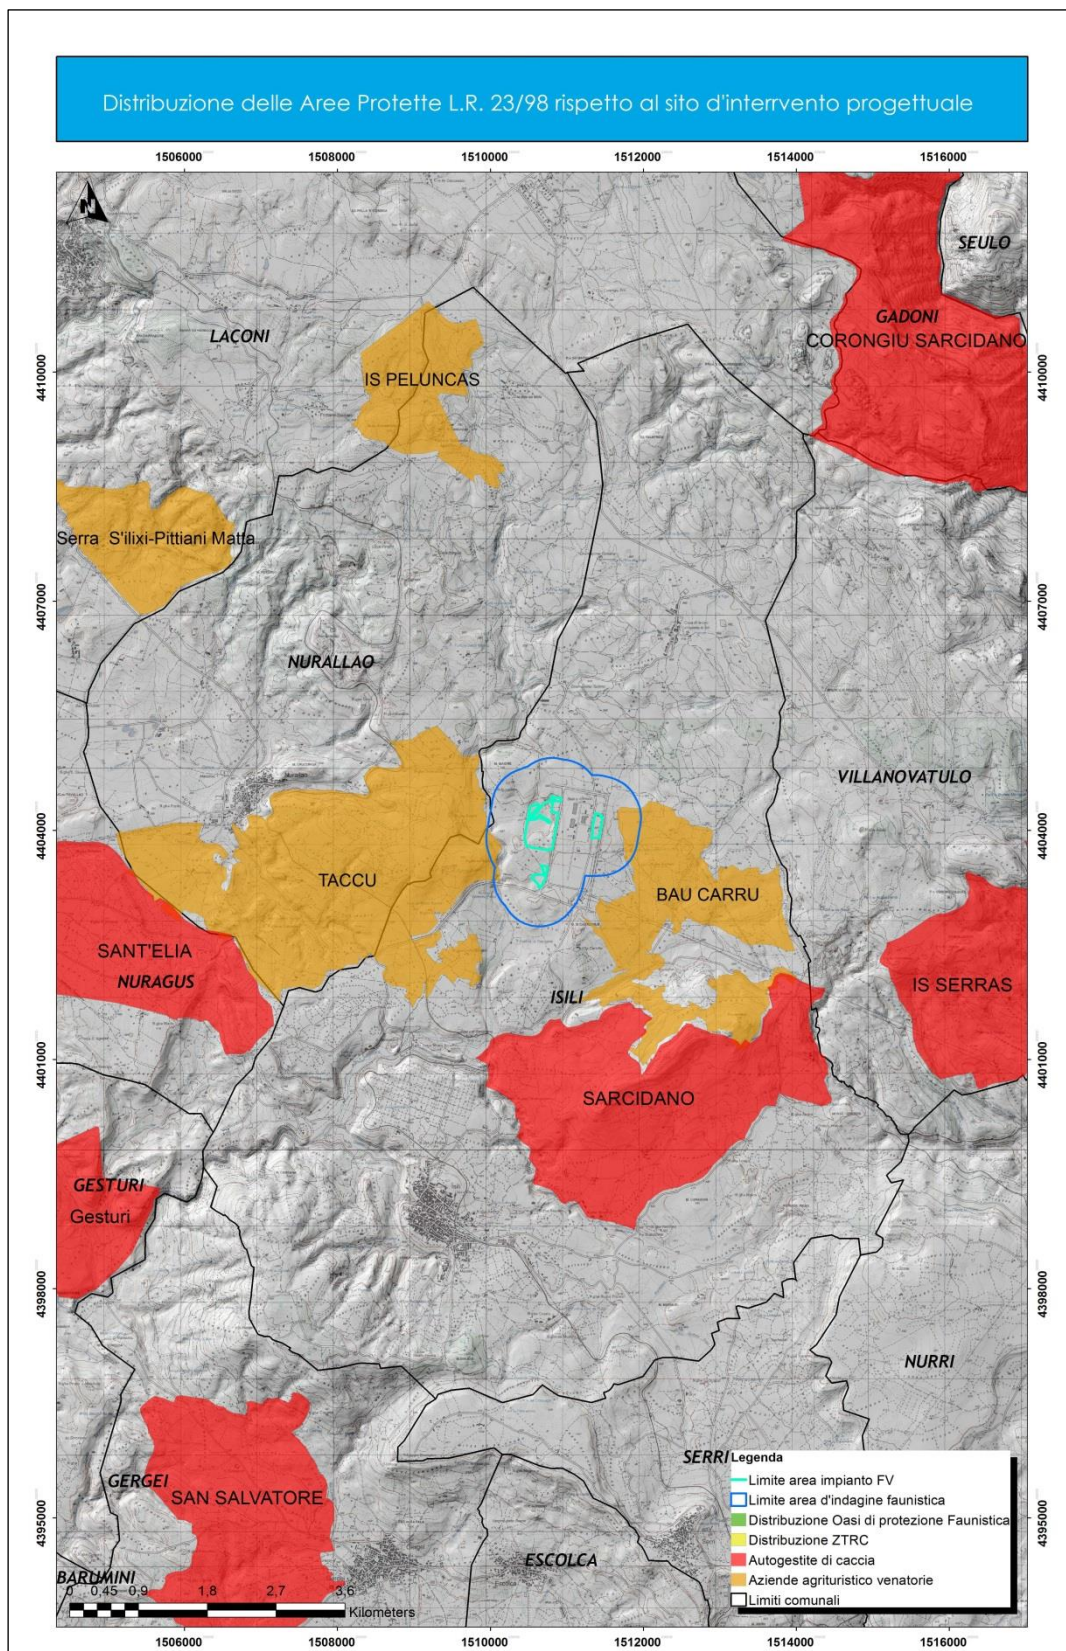 Distribuzione delle Aree Protette L.R. 23/98 rispetto al sito d'interrvento progettuale
1506000 1508000 1510000 1512000 1514000 1516000
N
SEULO
LACONI
GADONI
CORONGIU SARCIDANO
4410000 4410000
IS PELUNCAS
Serra S'ilixi-Pittiani Matta
4407000 4407000
NURALLAO
VILLANOVATULO
4404000 4404000
TACCU
BAU CARRU
SANT'ELIA
NURAGUS
IS SERRAS
ISILI
4401000 4401000
SARCIDANO
GESTURI
Gesturi
4398000 4398000
NURRI
SERRI
GERGEI
SAN SALVATORE
4395000 4395000
ESCOLCA
BARUMINI
0 0,45 0,9 1,8 2,7 3,6
Kilometers
Legenda
Limite area impianto FV
Limite area d'indagine faunistica
Distribuzione Oasi di protezione Faunistica
Distribuzione ZTRC
Autogestite di caccia
Aziende agrituristico venatorie
Limiti comunali
1506000 1508000 1510000 1512000 1514000 1516000